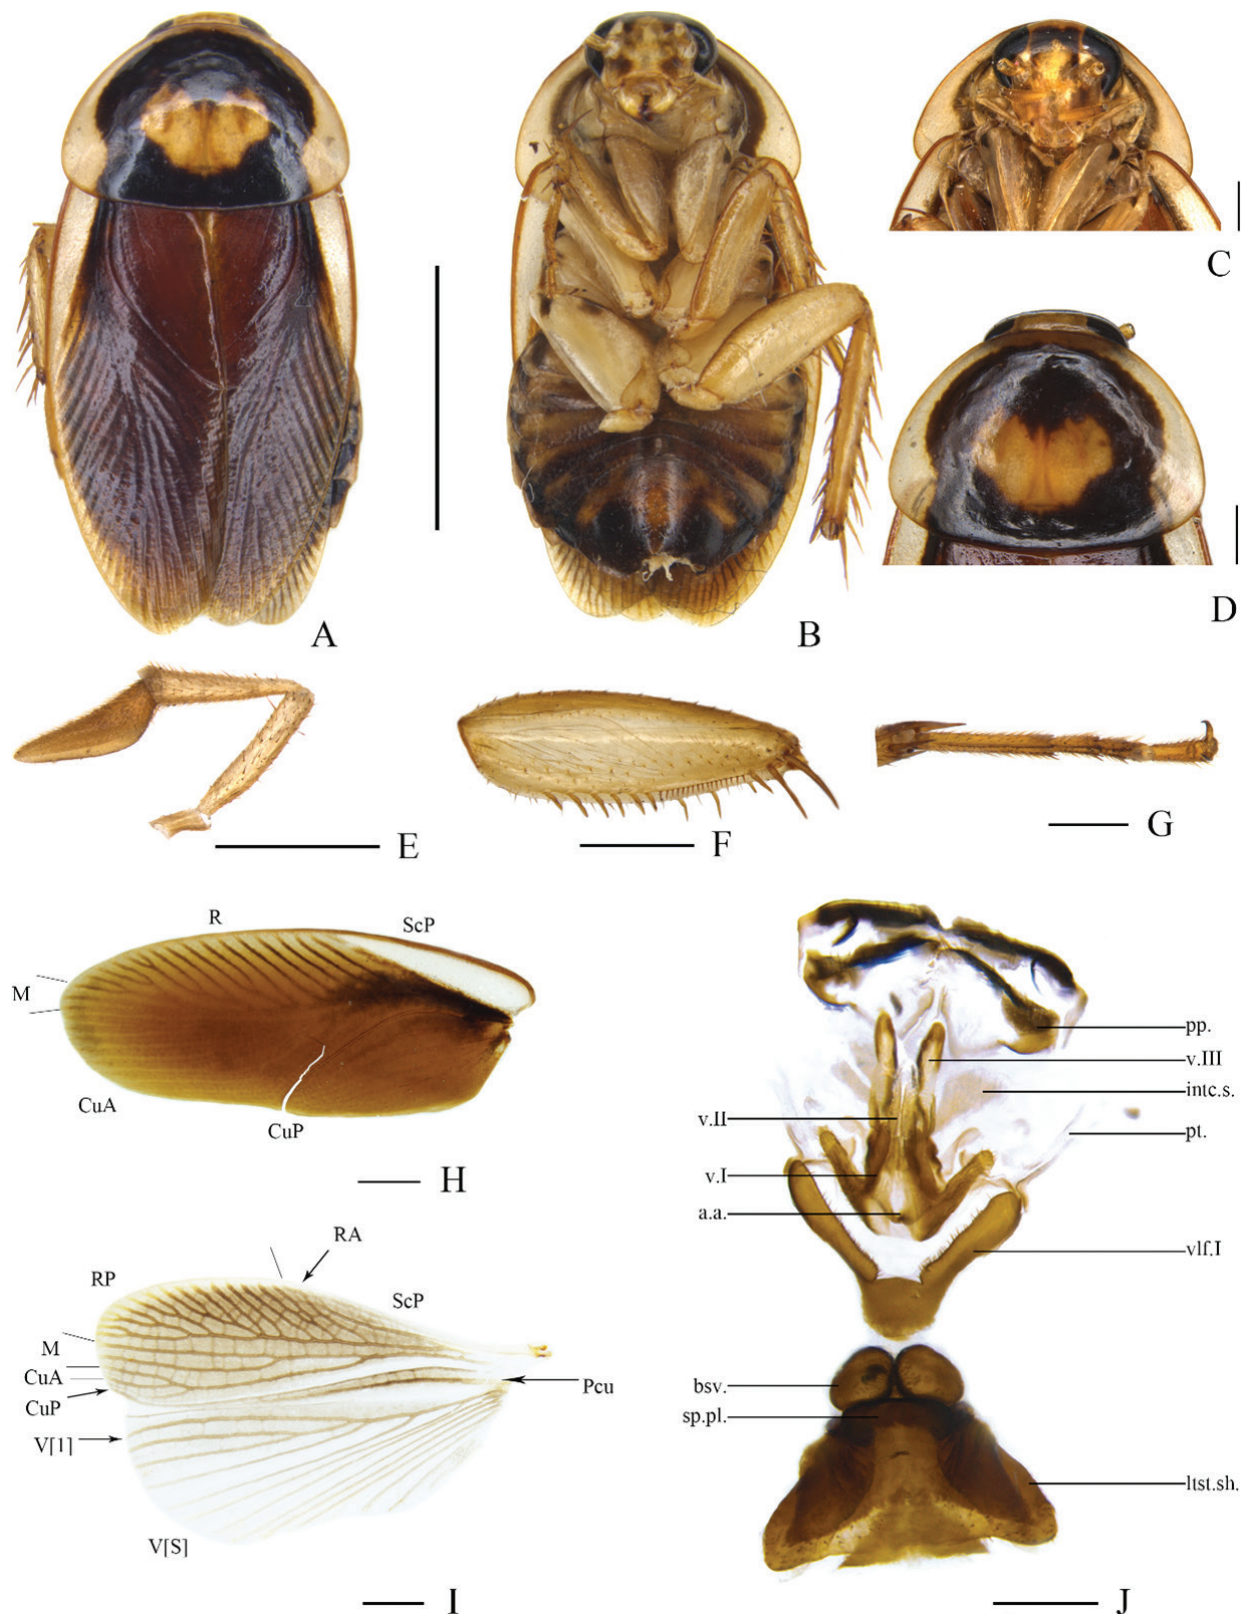 A
B
C
D
E
F
G
R
ScP
M
CuA
CuP
H
pp.
v.III
intc.s.
v.II
pt.
v.I
a.a.
vlf.I
RA
RP
ScP
M
CuA
CuP
Pcu
V[1]
V[S]
I
bsv.
sp.pl.
ltst.sh.
J